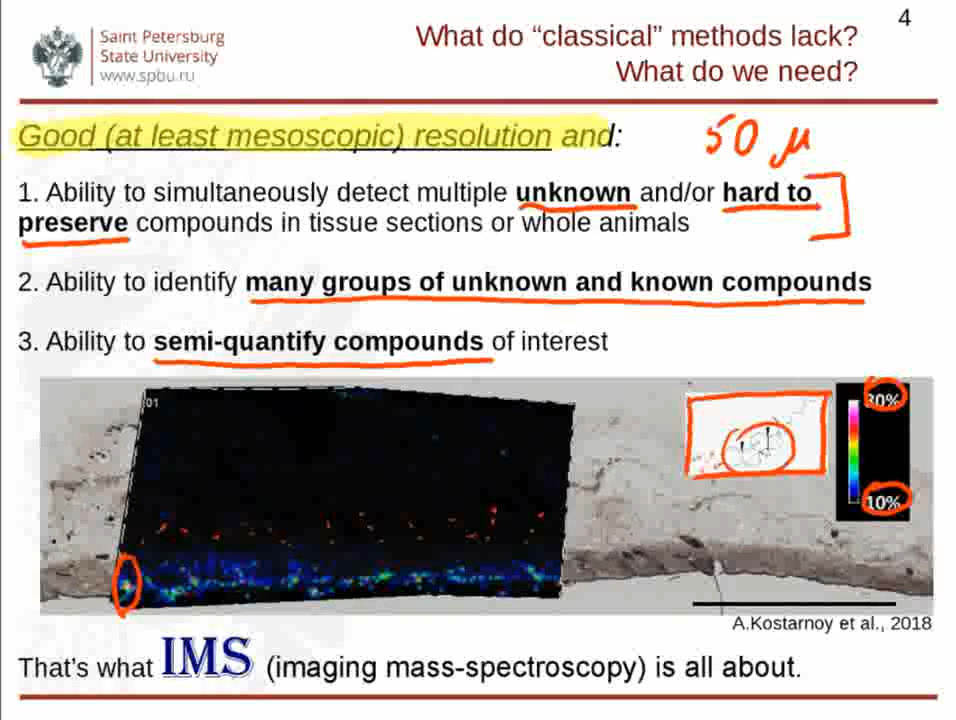 4
Saint Petersburg
State University
www.spbu.ru
What do “classical” methods lack?
What do we need?
Good (at least mesoscopic) resolution and:
50 μ
1. Ability to simultaneously detect multiple unknown and/or hard to
preserve compounds in tissue sections or whole animals
2. Ability to identify many groups of unknown and known compounds
3. Ability to semi-quantify compounds of interest
01
30%
10%
A.Kostarnoy et al., 2018
That’s what IMS (imaging mass-spectroscopy) is all about.